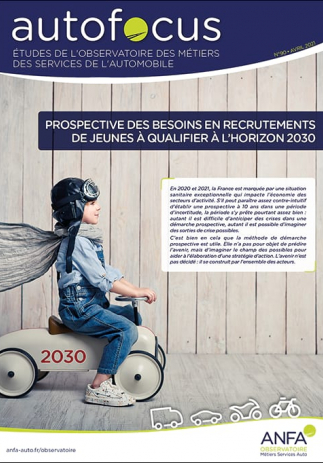 autofocus
ÉTUDES DE L'OBSERVATOIRE DES MÉTIERS
DES SERVICES DE L'AUTOMOBILE
N°90 • AVRIL 2021
PROSPECTIVE DES BESOINS EN RECRUTEMENTS
DE JEUNES À QUALIFIER À L'HORIZON 2030
En 2020 et 2021, la France est marquée par une situation
sanitaire exceptionnelle qui impacte l'économie des
secteurs d'activité. S'il peut paraître assez contre-intuitif
d'établir une prospective à 10 ans dans une période
d'incertitude, la période s'y prête pourtant assez bien :
autant il est difficile d'anticiper des crises dans une
démarche prospective, autant il est possible d'imaginer
des sorties de crise possibles.
C'est bien en cela que la méthode de démarche
prospective est utile. Elle n'a pas pour objet de prédire
l'avenir, mais d'imaginer le champ des possibles pour
aider à l'élaboration d'une stratégie d'action. L'avenir n'est
pas décidé : il se construit par l'ensemble des acteurs.
2030
anfa-auto.fr/observatoire
ANFA
OBSERVATOIRE
Métiers Services Auto